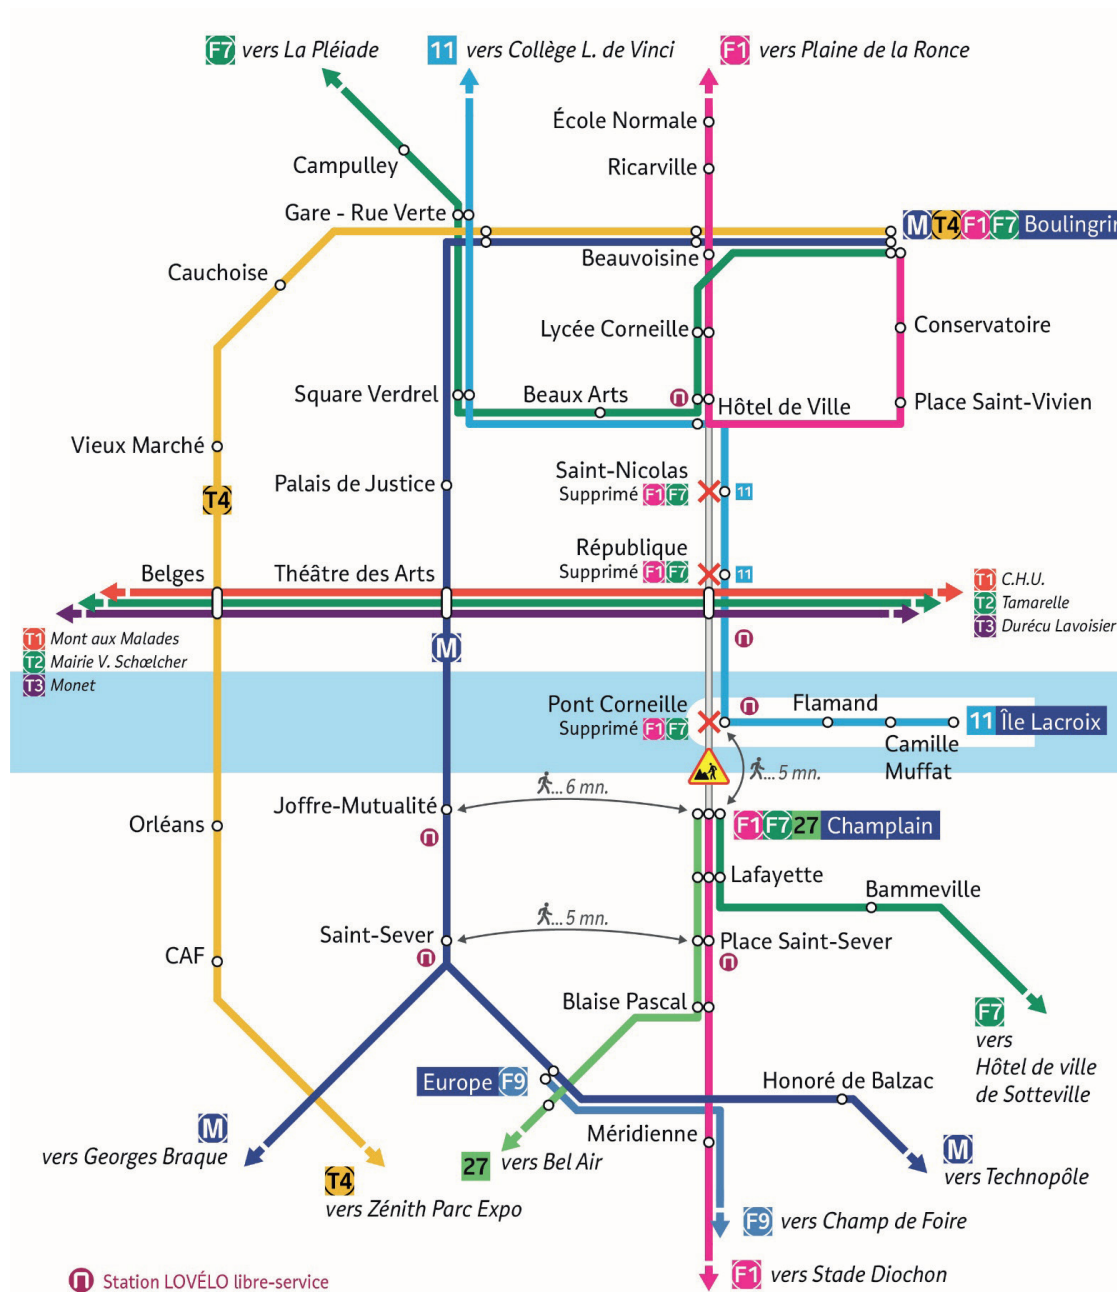 F7 vers La Pléiade
11 vers Collège L. de Vinci
F1 vers Plaine de la Ronce
École Normale
Campulley
Ricarville
Gare - Rue Verte
M T4 F1 F7 Boulingrin
Beauvoisine
Cauchoise
Lycée Corneille
Conservatoire
Square Verdrel
Beaux Arts
Hôtel de Ville
Place Saint-Vivien
Vieux Marché
Saint-Nicolas
Supprimé F1 F7
11
Palais de Justice
T4
République
Supprimé F1 F7
11
Belges
Théâtre des Arts
T1 C.H.U.
T2 Tamarelle
T3 Durécu Lavoisier
T1 Mont aux Malades
T2 Mairie V. Schœlcher
T3 Monet
M
Pont Corneille
Supprimé F1 F7
Flamand
11 Île Lacroix
Camille
Muffat
...6 mn.
...5 mn.
Joffre-Mutualité
Orléans
F1 F7 27 Champlain
Lafayette
Bammeville
...5 mn.
Saint-Sever
Place Saint-Sever
CAF
Blaise Pascal
F7
vers
Hôtel de ville
de Sotteville
Europe F9
Honoré de Balzac
M
vers Georges Braque
Méridienne
27 vers Bel Air
M
vers Technopôle
T4
vers Zénith Parc Expo
F9 vers Champ de Foire
F1 vers Stade Diochon
Station LOVÉLO libre-service